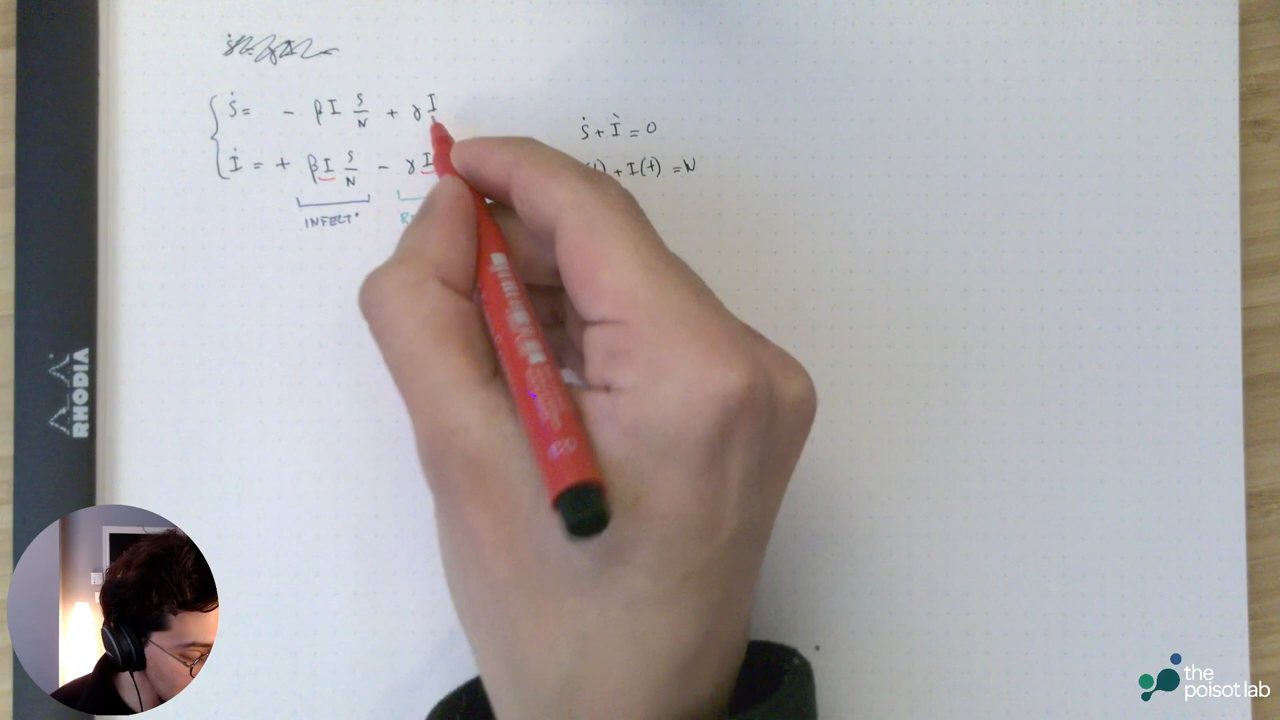 Ṡ = - βI S/N + γI
İ = + βI S/N - γI
INFECT°
Ṡ + İ = 0
(t) + I(t) = N
RHODIA
the
poisot lab